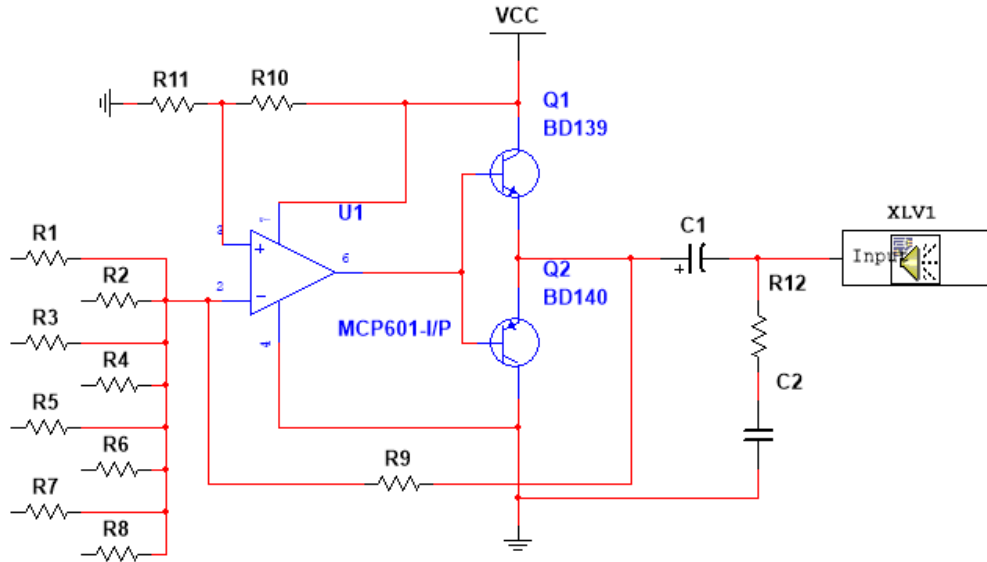 VCC
R11
R10
Q1
BD139
U1
7
3
6
2
4
R1
R2
R3
R4
R5
R6
R7
R8
MCP601-I/P
Q2
BD140
C1
+
XLV1
Input
R12
C2
R9